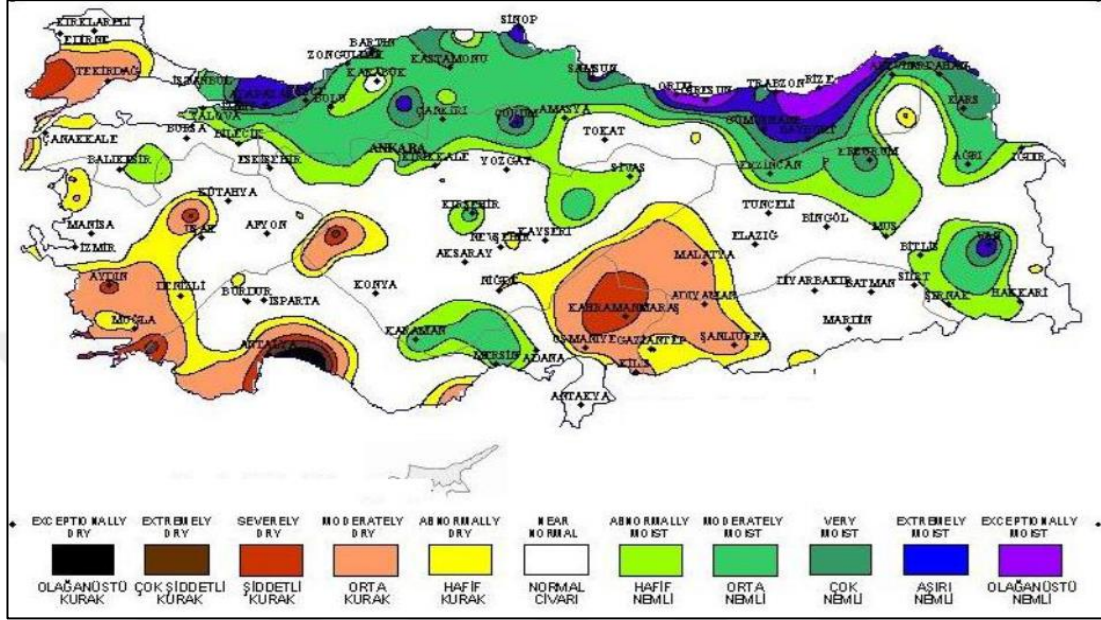 SİNOP
KIRKLARELİ
EDİRNE
BARTIN
ZONGULDAK
KASTAMONU
TEKİRDAĞ
İSTANBUL
KARABÜK
SAMSUN
ORDU
TRABZON
RİZE
BOLU
KARS
YALOVA
ÇANKIRI
ÇORUM
AMASYA
GÜMÜŞHANE
BAYBURT
ÇANAKKALE
BURSA
BİLECİK
TOKAT
ANKARA
BALIKESİR
ESKİŞEHİR
KIRIKKALE
YOZGAT
SİVAS
ERZİNCAN
ERZURUM
AĞRI
IĞDIR
KÜTAHYA
KIRŞEHİR
TUNCELİ
BİNGÖL
MANİSA
UŞAK
AFYON
NEVŞEHİR
KAYSERİ
ELAZIĞ
MUŞ
VAN
İZMİR
AKSARAY
MALATYA
BİTLİS
AYDIN
DENİZLİ
BURDUR
ISPARTA
KONYA
NİĞDE
DİYARBAKIR
BATMAN
SİİRT
KAHRAMANMARAŞ
ADIYAMAN
ŞIRNAK
HAKKARİ
MUĞLA
MARDİN
ANTALYA
KARAMAN
OSMANİYE
GAZİANTEP
ŞANLIURFA
MERSİN
ADANA
KİLİS
ANTAKYA
EXCEPTIONALLY DRY
EXTREMELY DRY
SEVERELY DRY
MODERATELY DRY
ABNORMALLY DRY
NEAR NORMAL
ABNORMALLY MOIST
MODERATELY MOIST
VERY MOIST
EXTREMELY MOIST
EXCEPTIONALLY MOIST
OLAĞANÜSTÜ KURAK
ÇOK ŞİDDETLİ KURAK
ŞİDDETLİ KURAK
ORTA KURAK
HAFİF KURAK
NORMAL CİVARI
HAFİF NEMLİ
ORTA NEMLİ
ÇOK NEMLİ
AŞIRI NEMLİ
OLAĞANÜSTÜ NEMLİ